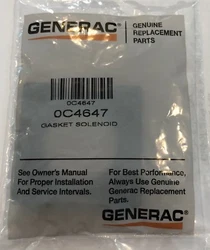 GENERAC
GENUINE
REPLACEMENT
PARTS
0C4647
0C4647
GASKET SOLENOID
See Owner's Manual
For Proper Installation
And Service Intervals.
For Best Performance,
Always Use Genuine
Generac Replacement
Parts.
GENERAC